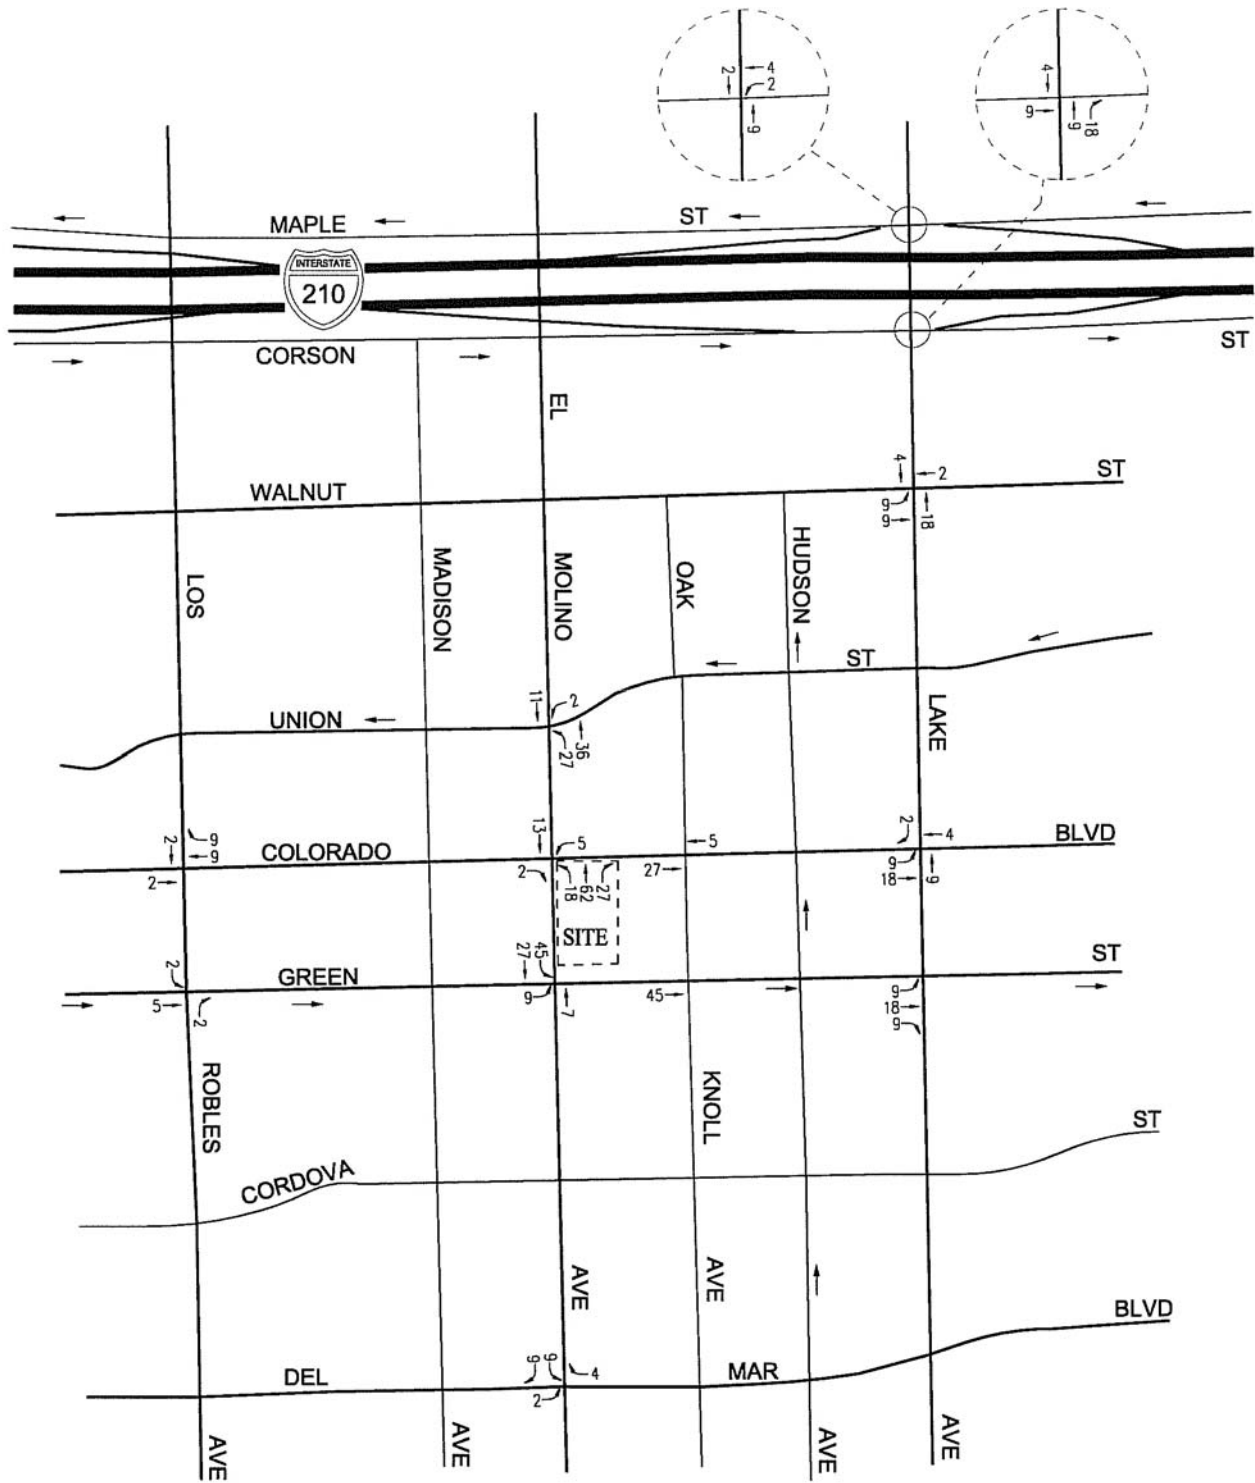 4
2
2
9
4
9
9
18
MAPLE
ST
INTERSTATE
210
CORSON
ST
EL
4
2
WALNUT
ST
9
9
18
LOS
MADISON
MOLINO
OAK
HUDSON
ST
11
2
UNION
36
27
LAKE
9
2
9
13
5
5
2
4
COLORADO
BLVD
2
2
18
62
27
27
9
18
9
SITE
45
27
2
GREEN
ST
5
2
9
7
45
9
18
9
ROBLES
KNOLL
ST
CORDOVA
AVE
AVE
BLVD
9
9
4
DEL
MAR
2
AVE
AVE
AVE
AVE